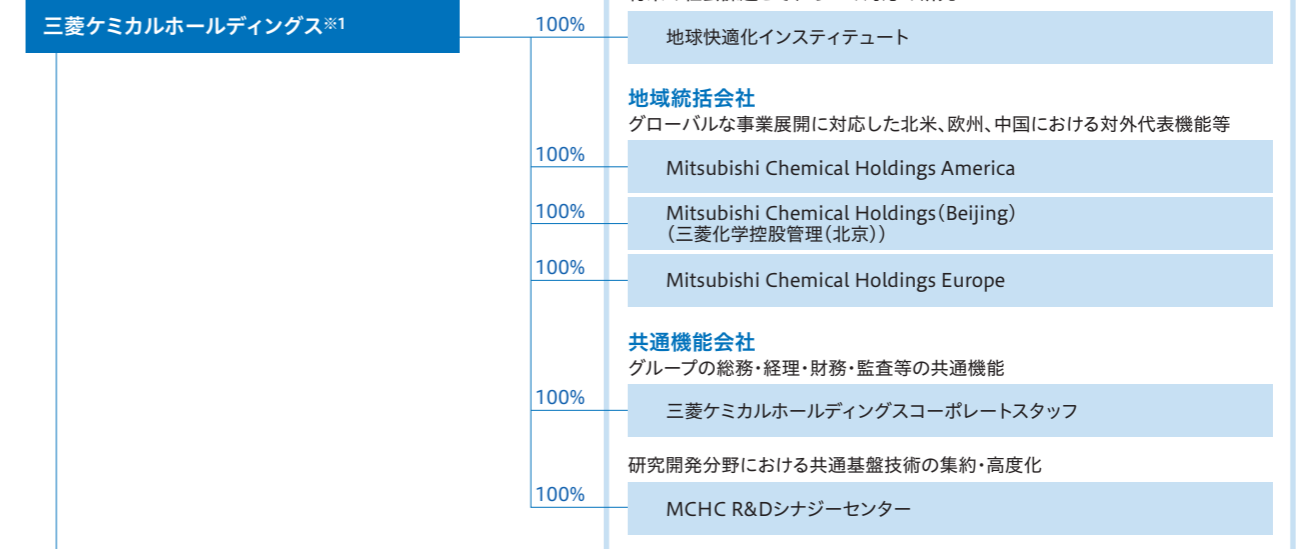 三菱ケミカルホールディングス※1
100%
地球快適化インスティテュート
地域統括会社
グローバルな事業展開に対応した北米、欧州、中国における対外代表機能等
100%
Mitsubishi Chemical Holdings America
100%
Mitsubishi Chemical Holdings(Beijing)
(三菱化学控股管理(北京))
100%
Mitsubishi Chemical Holdings Europe
共通機能会社
グループの総務・経理・財務・監査等の共通機能
100%
三菱ケミカルホールディングスコーポレートスタッフ
研究開発分野における共通基盤技術の集約・高度化
100%
MCHC R&Dシナジーセンター